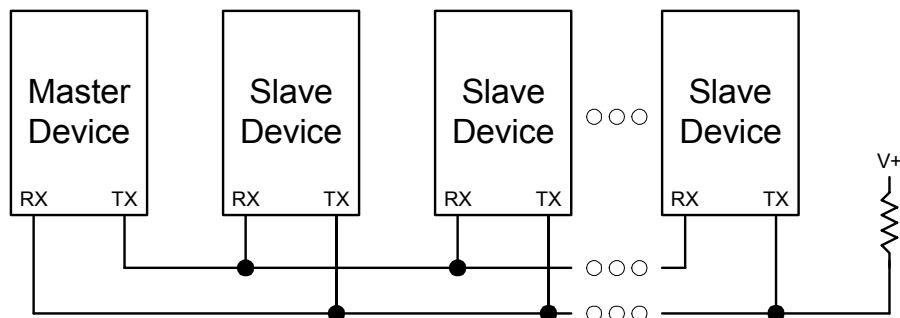 Master
Device
RX TX
Slave
Device
RX TX
Slave
Device
RX TX
Slave
Device
RX TX
V+